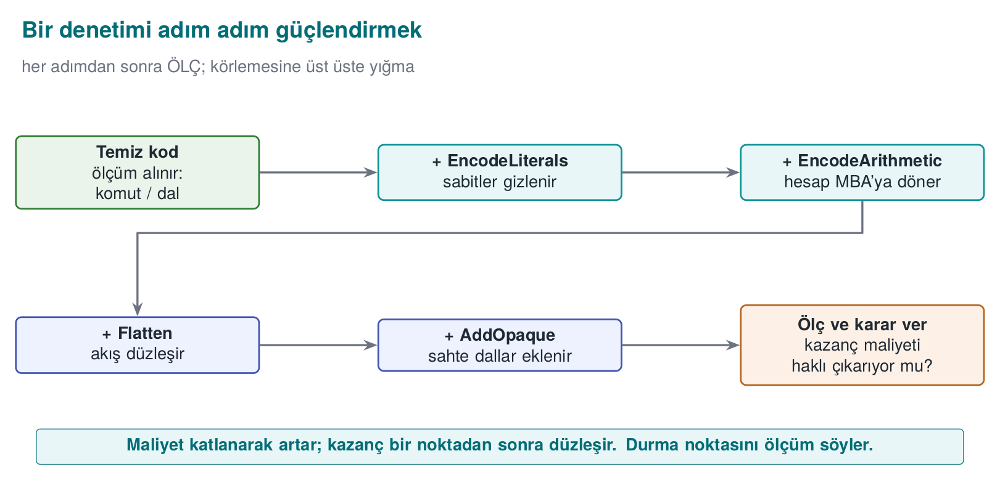 Bir denetimi adım adım güçlendirmek
her adımdan sonra ÖLÇ; körlemesine üst üste yığma
Temiz kod
ölçüm alınır:
komut / dal
+ EncodeLiterals
sabitler gizlenir
+ EncodeArithmetic
hesap MBA’ya döner
+ Flatten
akış düzleşir
+ AddOpaque
sahte dallar eklenir
Ölç ve karar ver
kazanç maliyeti
haklı çıkarıyor mu?
Maliyet katlanarak artar; kazanç bir noktadan sonra düzleşir. Durma noktasını ölçüm söyler.